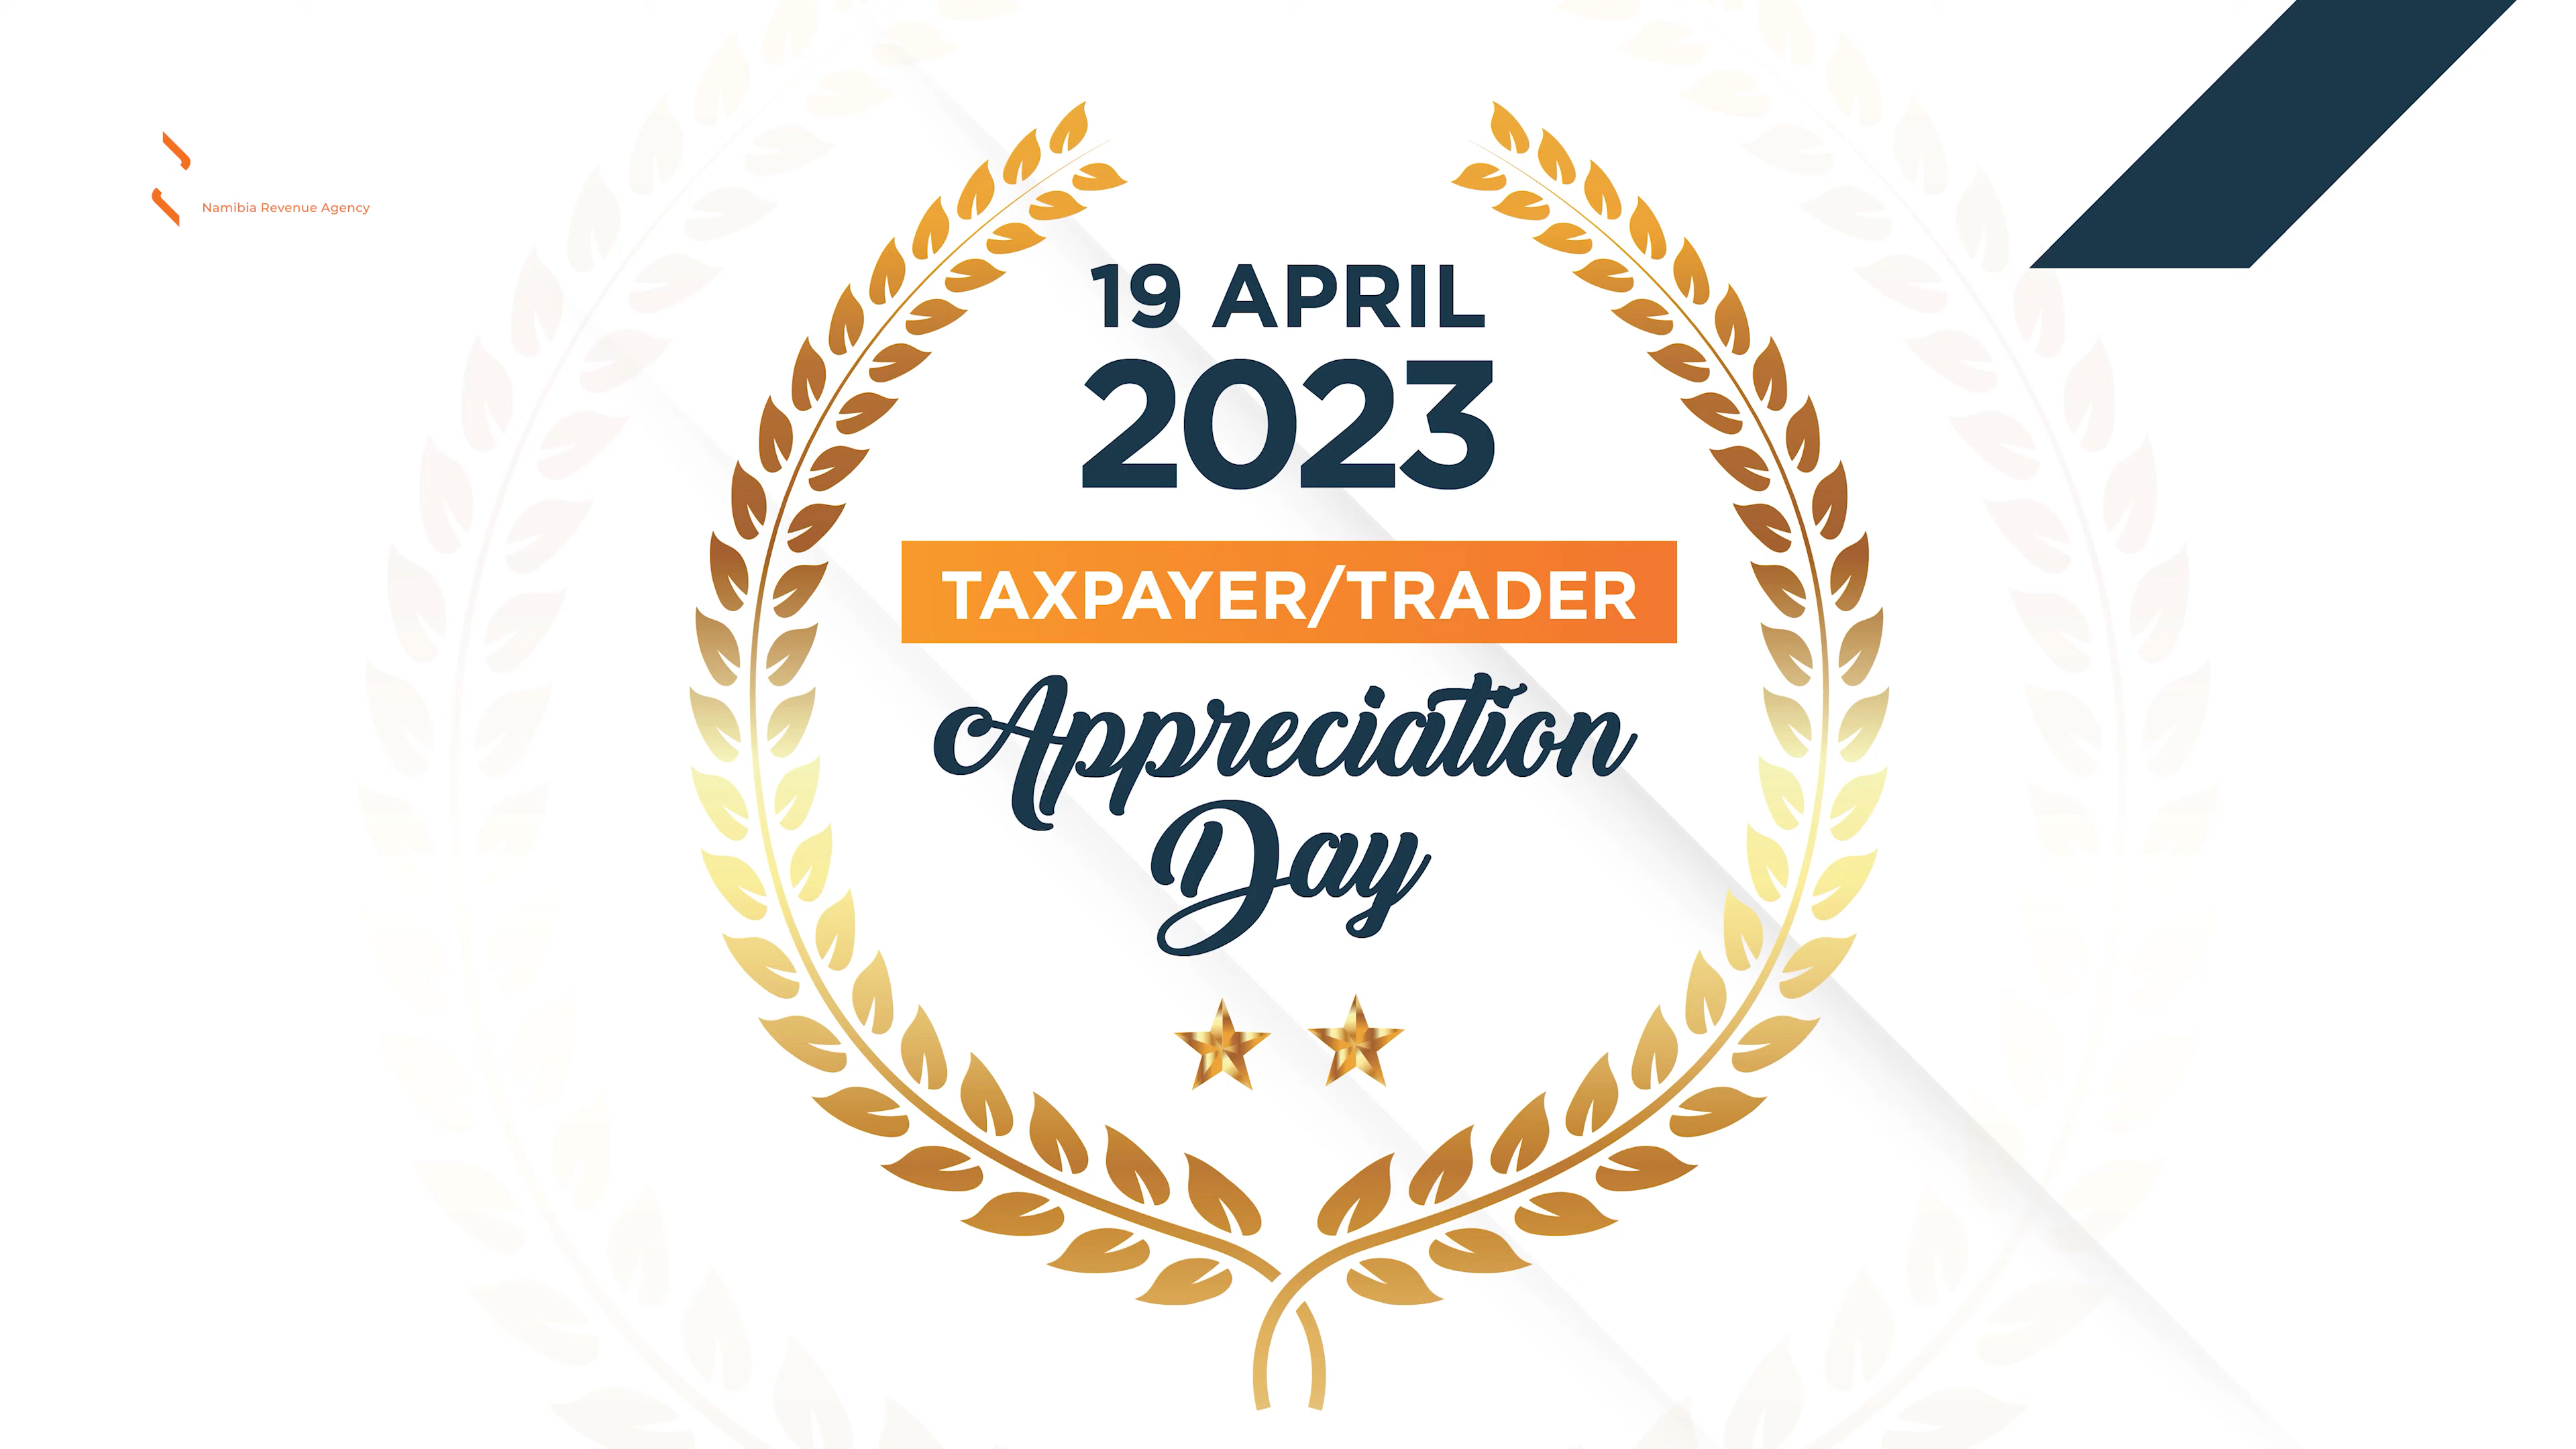 Namibia Revenue Agency
19 APRIL
2023
TAXPAYER/TRADER
Appreciation
Day